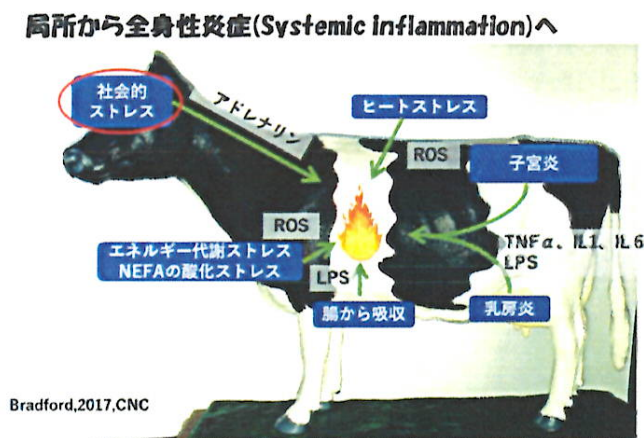 局所から全身性炎症(Systemic inflammation)へ
社会的
ストレス
アドレナリン
ヒートストレス
ROS
子宮炎
ROS
エネルギー代謝ストレス
NEFAの酸化ストレス
TNFα、IL1、IL6
LPS
LPS
腸から吸収
乳房炎
Bradford,2017,CNC